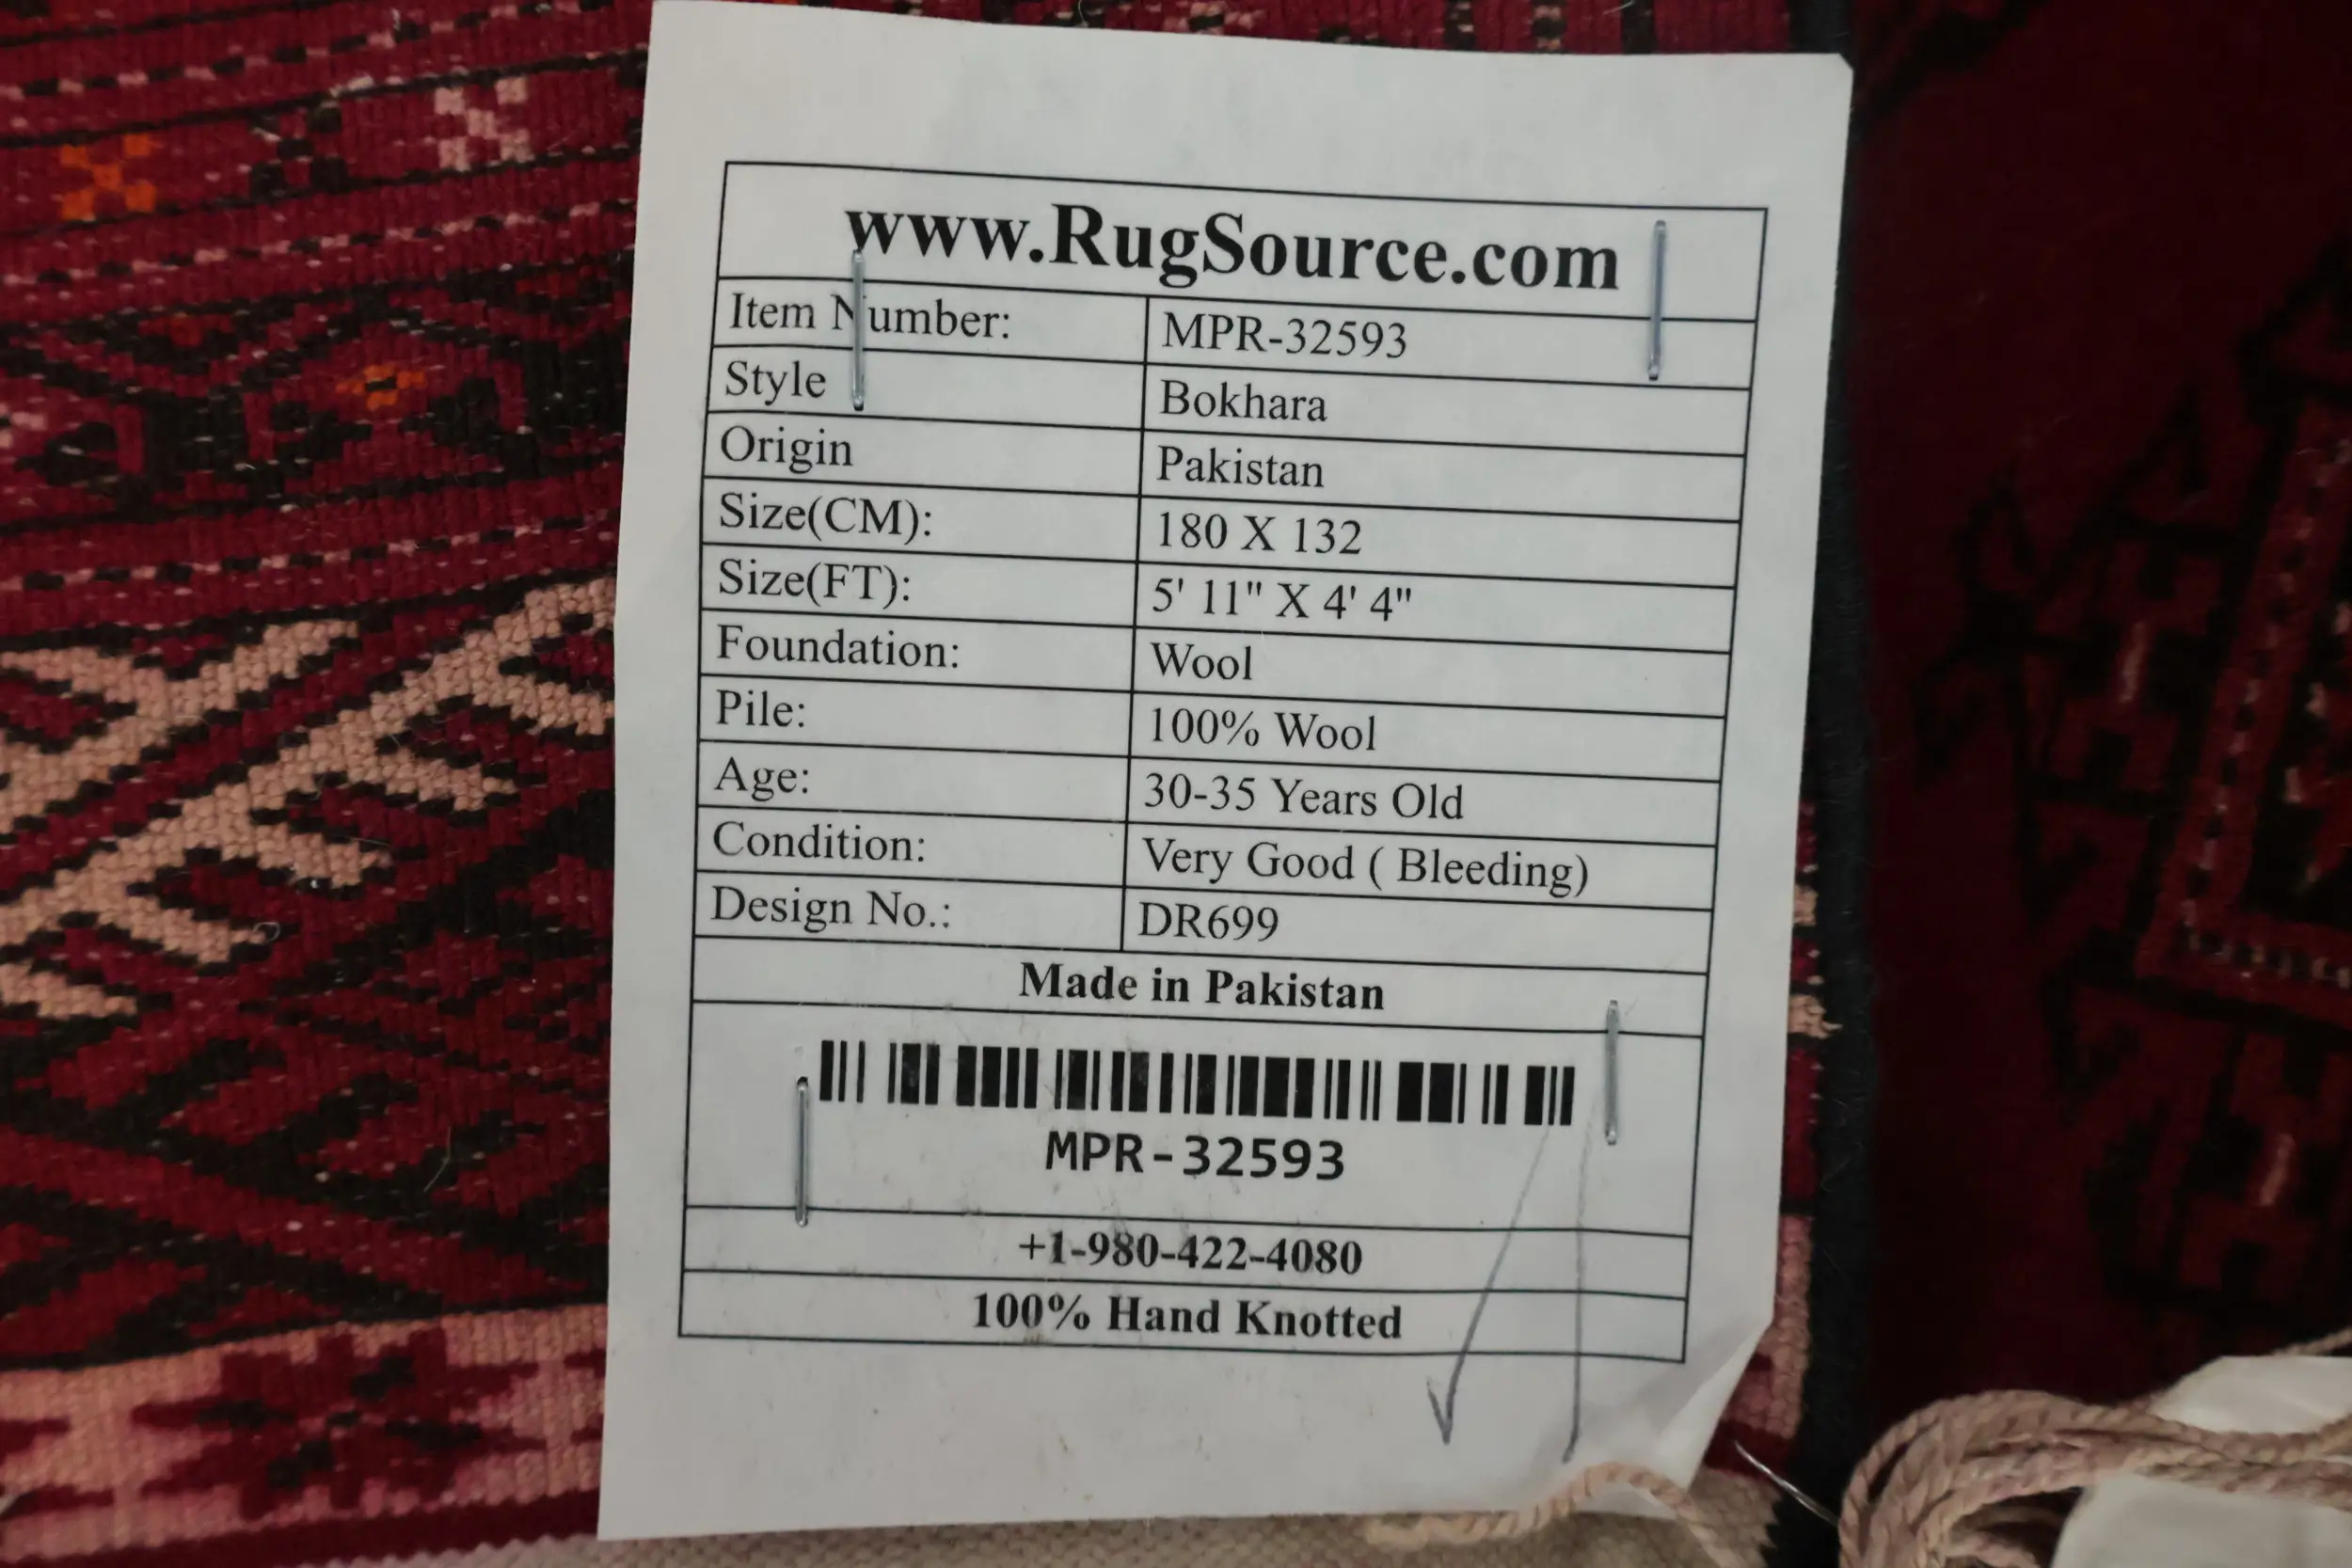 www.RugSource.com
Item Number: MPR-32593
Style Bokhara
Origin Pakistan
Size(CM): 180 X 132
Size(FT): 5' 11" X 4' 4"
Foundation: Wool
Pile: 100% Wool
Age: 30-35 Years Old
Condition: Very Good ( Bleeding)
Design No.: DR699
Made in Pakistan
MPR-32593
+1-980-422-4080
100% Hand Knotted